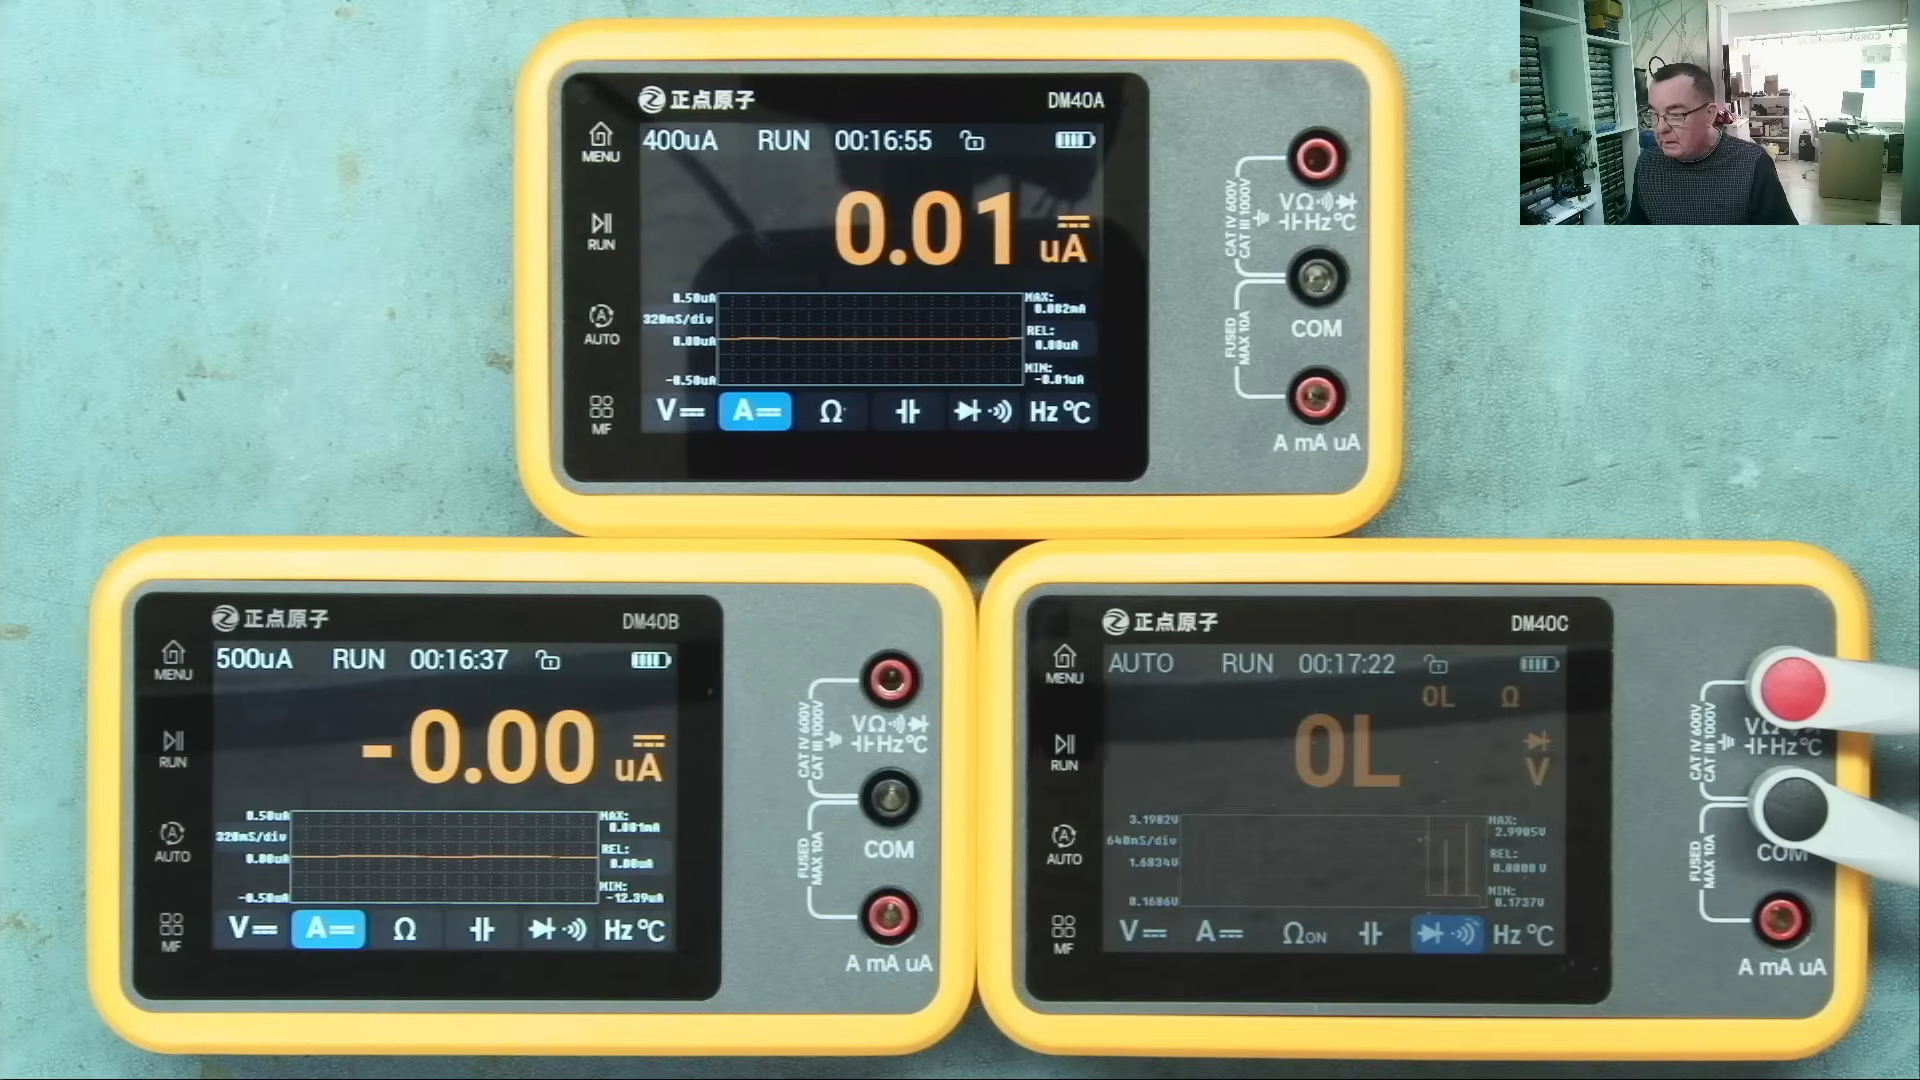 正点原子 DM40A
MENU
400uA RUN 00:16:55
RUN
0.01 uA
AUTO
0.50uA
320mS/div
0.00uA
-0.50uA
MAX:
0.002mA
REL:
0.00uA
MIN:
-0.01uA
MF
V A Ω Hz °C
CAT IV 600V
CAT III 1000V
VΩ
Hz°C
COM
FUSED
MAX 10A
A mA uA
正点原子 DM40B
MENU
500uA RUN 00:16:37
RUN
-0.00 uA
AUTO
0.50uA
320mS/div
0.00uA
-0.50uA
MAX:
0.001mA
REL:
0.00uA
MIN:
-12.39uA
MF
V A Ω Hz °C
CAT IV 600V
CAT III 1000V
VΩ
Hz°C
COM
FUSED
MAX 10A
A mA uA
正点原子 DM40C
MENU
AUTO RUN 00:17:22
RUN
0L Ω
0L
V
AUTO
3.1982V
640mS/div
1.6834V
0.1686V
MAX:
2.9905V
REL:
0.0000V
MIN:
0.1737V
MF
V A ΩON Hz °C
CAT IV 600V
CAT III 1000V
VΩ
Hz°C
COM
FUSED
MAX 10A
A mA uA